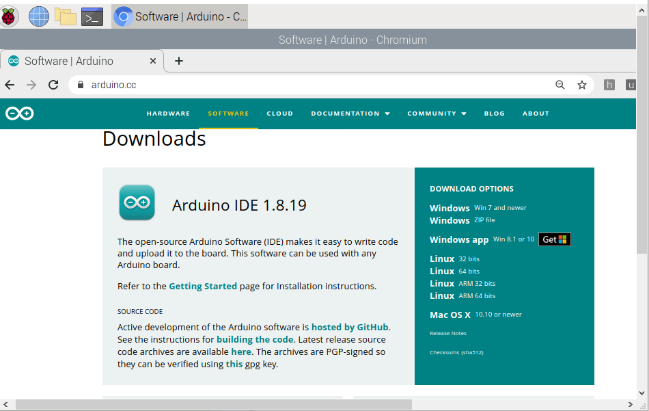 Software | Arduino - C...
Software | Arduino - Chromium
Software | Arduino
arduino.cc
HARDWARE SOFTWARE CLOUD DOCUMENTATION COMMUNITY BLOG ABOUT
Downloads
Arduino IDE 1.8.19
The open-source Arduino Software (IDE) makes it easy to write code
and upload it to the board. This software can be used with any
Arduino board.
Refer to the Getting Started page for Installation instructions.
SOURCE CODE
Active development of the Arduino software is hosted by GitHub.
See the instructions for building the code. Latest release source
code archives are available here. The archives are PGP-signed so
they can be verified using this gpg key.
DOWNLOAD OPTIONS
Windows Win 7 and newer
Windows ZIP file
Windows app Win 8.1 or 10 Get
Linux 32 bits
Linux 64 bits
Linux ARM 32 bits
Linux ARM 64 bits
Mac OS X 10.10 or newer
Release Notes
Checksums (sha512)